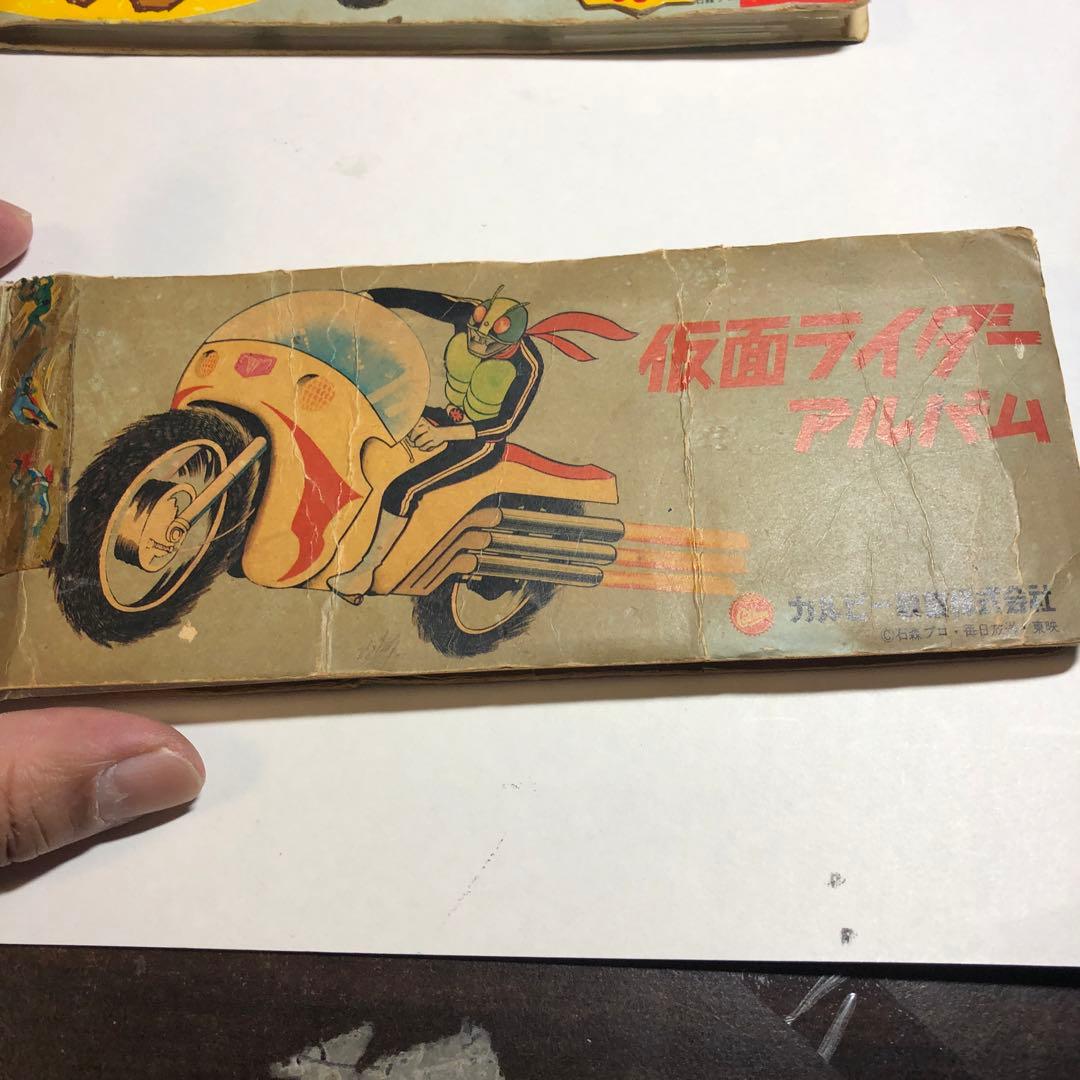 仮面ライダー
アルバム
カルビー製菓株式会社
©石森プロ・毎日放送・東映